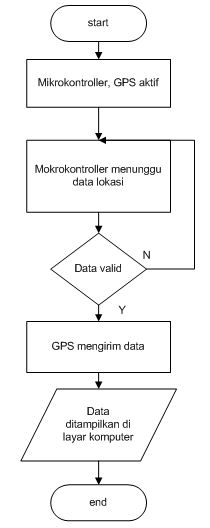 start
Mikrokontroller, GPS aktif
Mokrokontroller menunggu
data lokasi
N
Data valid
Y
GPS mengirim data
Data
ditampilkan di
layar komputer
end